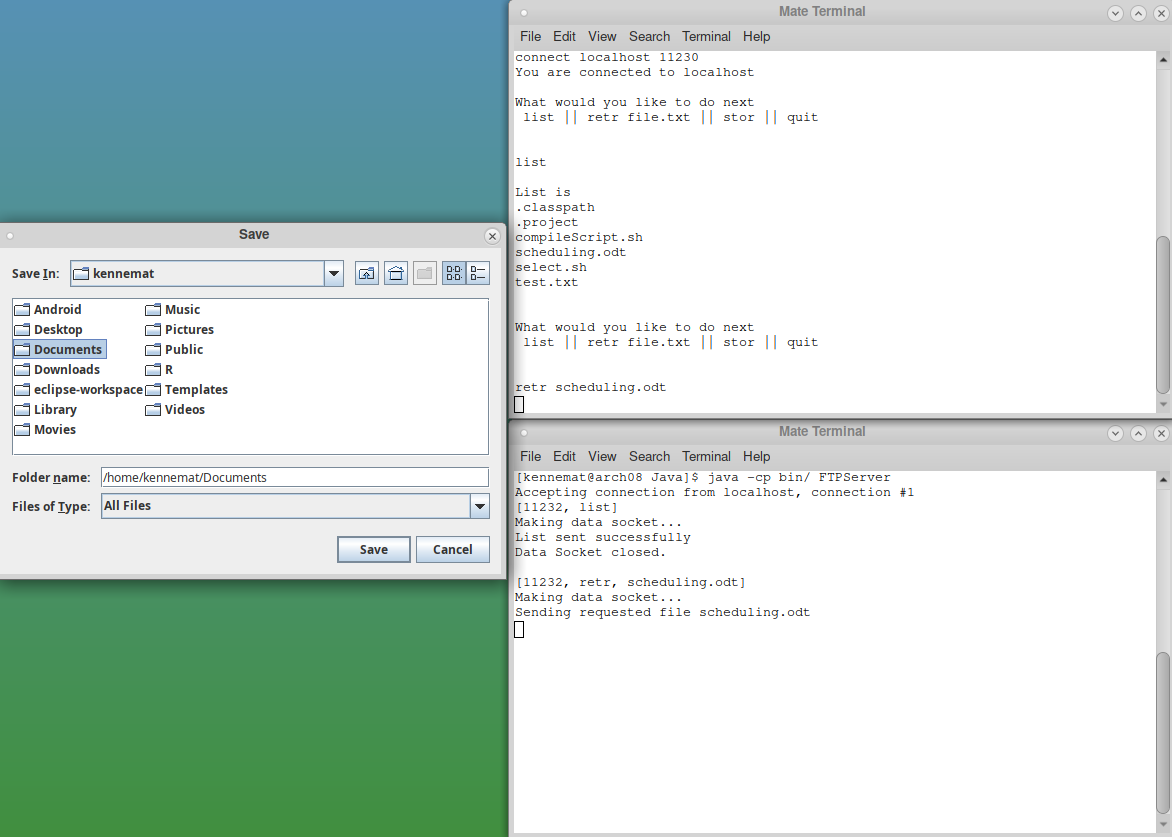 Save
Save In: kennemat
Android
Desktop
Documents
Downloads
eclipse-workspace
Library
Movies
Music
Pictures
Public
R
Templates
Videos
Folder name: /home/kennemat/Documents
Files of Type: All Files
Save Cancel
Mate Terminal
File Edit View Search Terminal Help
connect localhost 11230
You are connected to localhost
What would you like to do next
list || retr file.txt || stor || quit
list
List is
.classpath
.project
compileScript.sh
scheduling.odt
select.sh
test.txt
What would you like to do next
list || retr file.txt || stor || quit
retr scheduling.odt
Mate Terminal
File Edit View Search Terminal Help
[kennemat@arch08 Java]$ java -cp bin/ FTPServer
Accepting connection from localhost, connection #1
[11232, list]
Making data socket...
List sent successfully
Data Socket closed.
[11232, retr, scheduling.odt]
Making data socket...
Sending requested file scheduling.odt